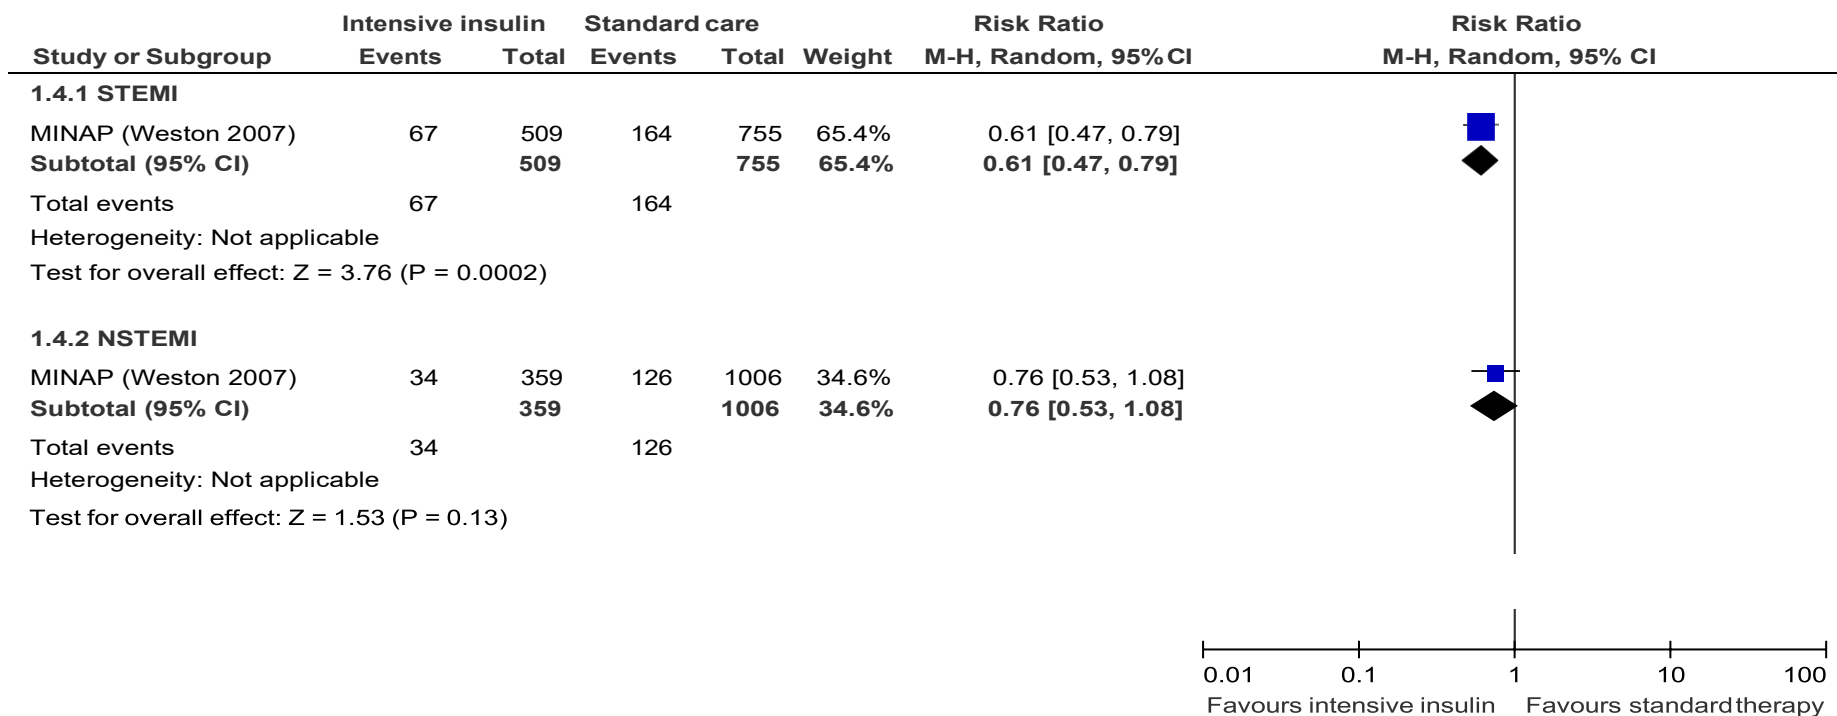 Intensive insulin Standard care Risk Ratio Risk Ratio
Study or Subgroup Events Total Events Total Weight M-H, Random, 95% CI M-H, Random, 95% CI
1.4.1 STEMI
MINAP (Weston 2007) 67 509 164 755 65.4% 0.61 [0.47, 0.79]
Subtotal (95% CI) 509 755 65.4% 0.61 [0.47, 0.79]
Total events 67 164
Heterogeneity: Not applicable
Test for overall effect: Z = 3.76 (P = 0.0002)
1.4.2 NSTEMI
MINAP (Weston 2007) 34 359 126 1006 34.6% 0.76 [0.53, 1.08]
Subtotal (95% CI) 359 1006 34.6% 0.76 [0.53, 1.08]
Total events 34 126
Heterogeneity: Not applicable
Test for overall effect: Z = 1.53 (P = 0.13)
0.01 0.1 1 10 100
Favours intensive insulin Favours standard therapy